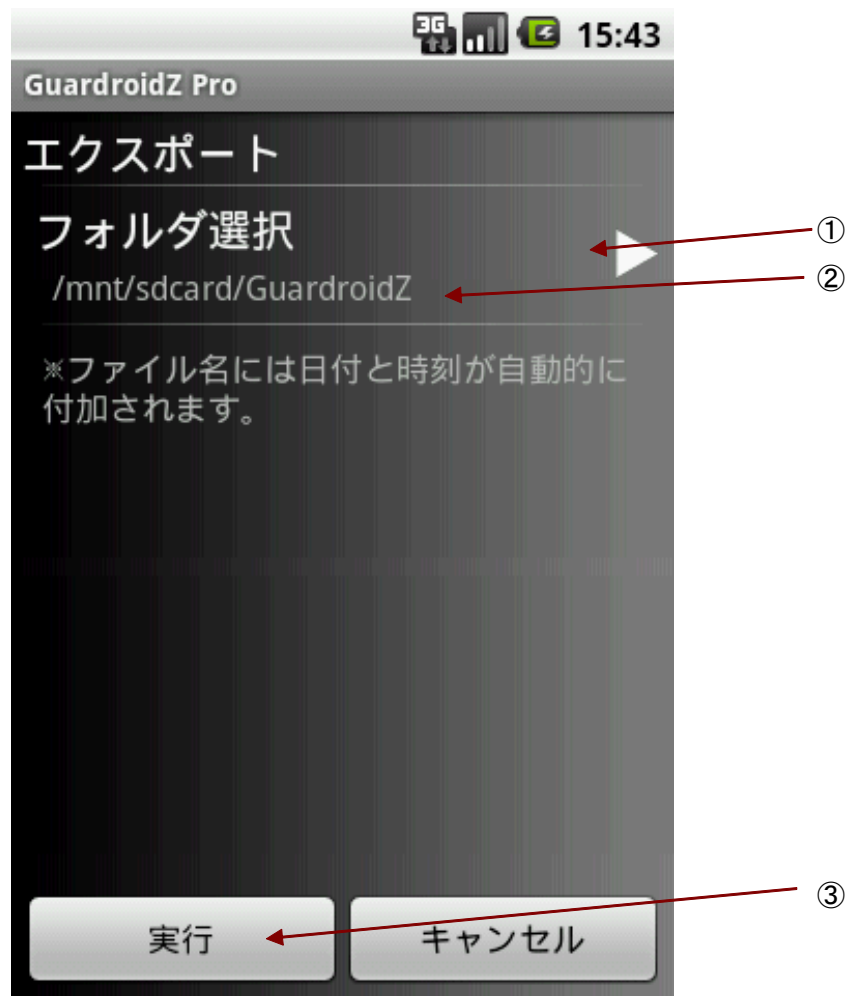 3G 15:43
GuardroidZ Pro
エクスポート
フォルダ選択
①
/mnt/sdcard/GuardroidZ
②
※ファイル名には日付と時刻が自動的に
付加されます。
③
実行 キャンセル